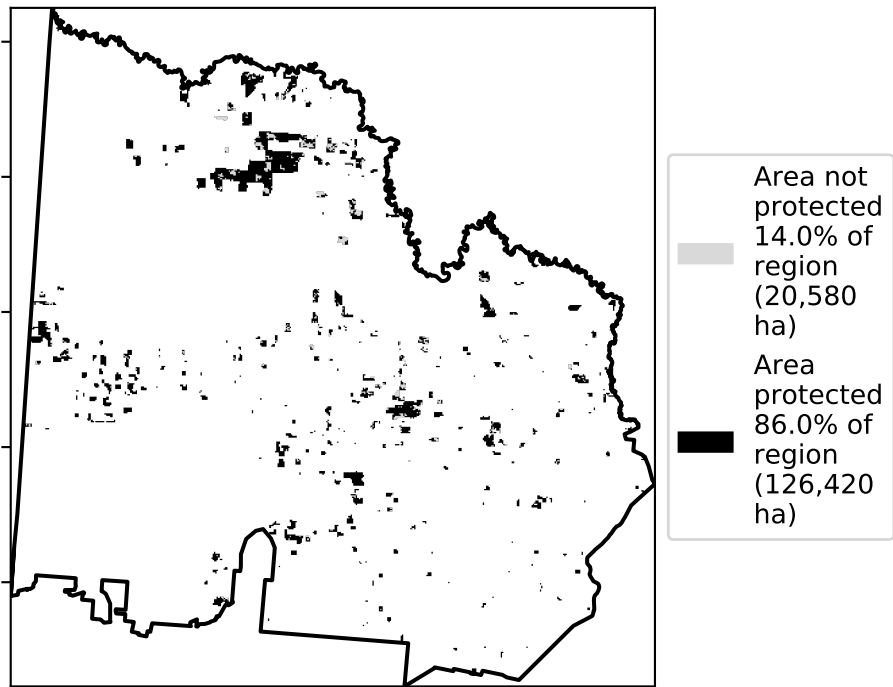 Area not
protected
14.0% of
region
(20,580
ha)
Area
protected
86.0% of
region
(126,420
ha)